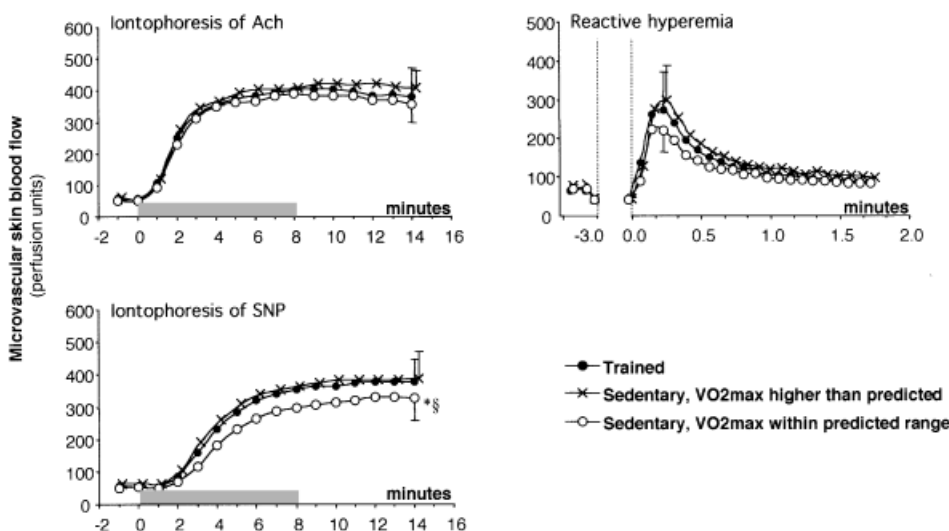 Microvascular skin blood flow
(perfusion units)
Iontophoresis of Ach
600
500
400
300
200
100
0
minutes
-2 0 2 4 6 8 10 12 14 16
Reactive hyperemia
500
400
300
200
100
0
minutes
-3.0 0.0 0.5 1.0 1.5 2.0
Iontophoresis of SNP
600
500
400
300
200
100
0
*§
minutes
-2 0 2 4 6 8 10 12 14 16
Trained
Sedentary, VO2max higher than predicted
Sedentary, VO2max within predicted range